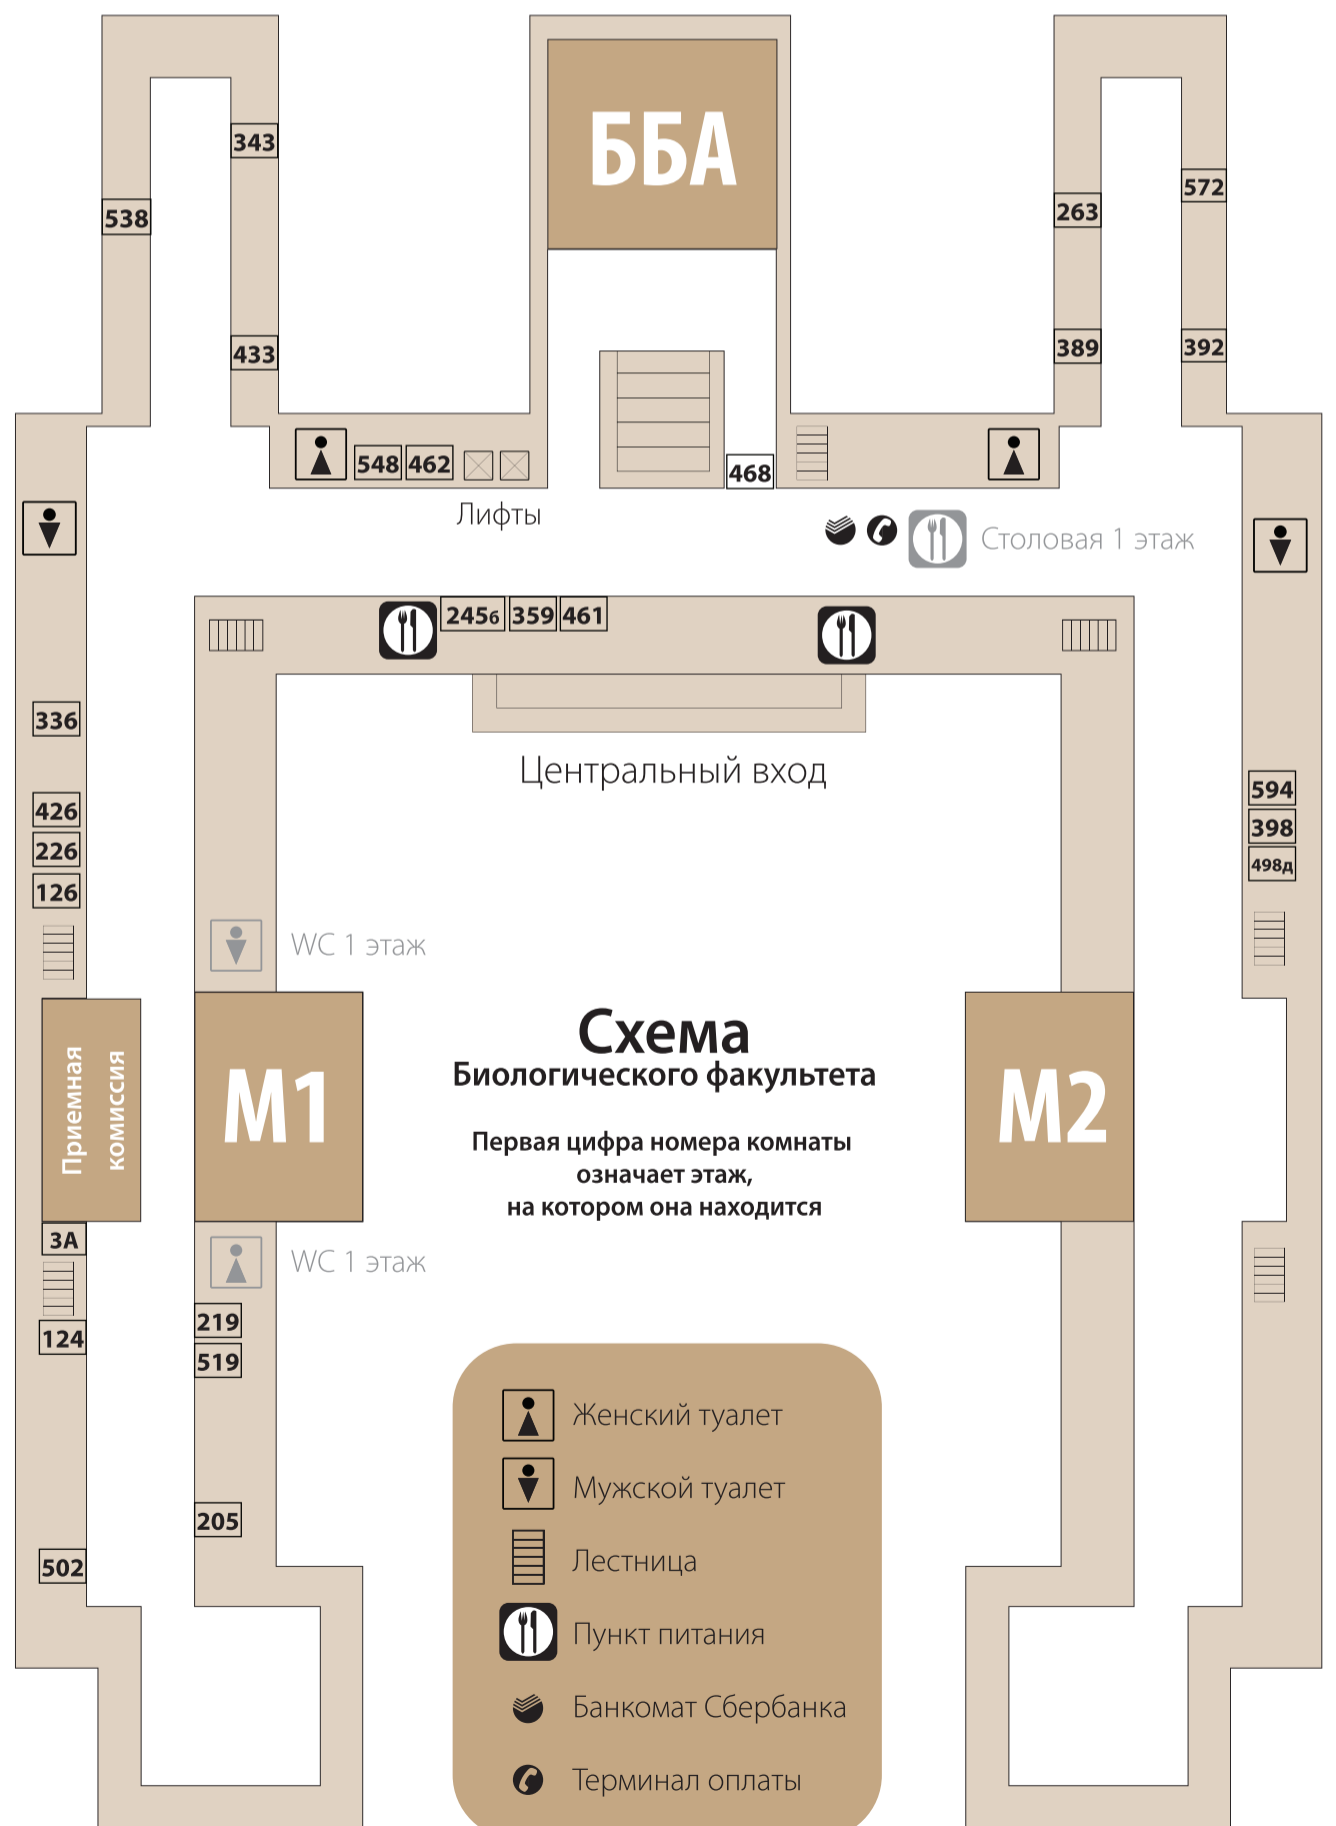 ББА
343
572
263
538
389
392
433
548
462
468
Лифты
Столовая 1 этаж
245б
359
461
336
Центральный вход
594
426
398
226
498д
126
WC 1 этаж
Схема
Биологического факультета
Приемная
комиссия
М1
М2
Первая цифра номера комнаты
означает этаж,
на котором она находится
3А
WC 1 этаж
219
124
519
205
502
Женский туалет
Мужской туалет
Лестница
Пункт питания
Банкомат Сбербанка
Терминал оплаты